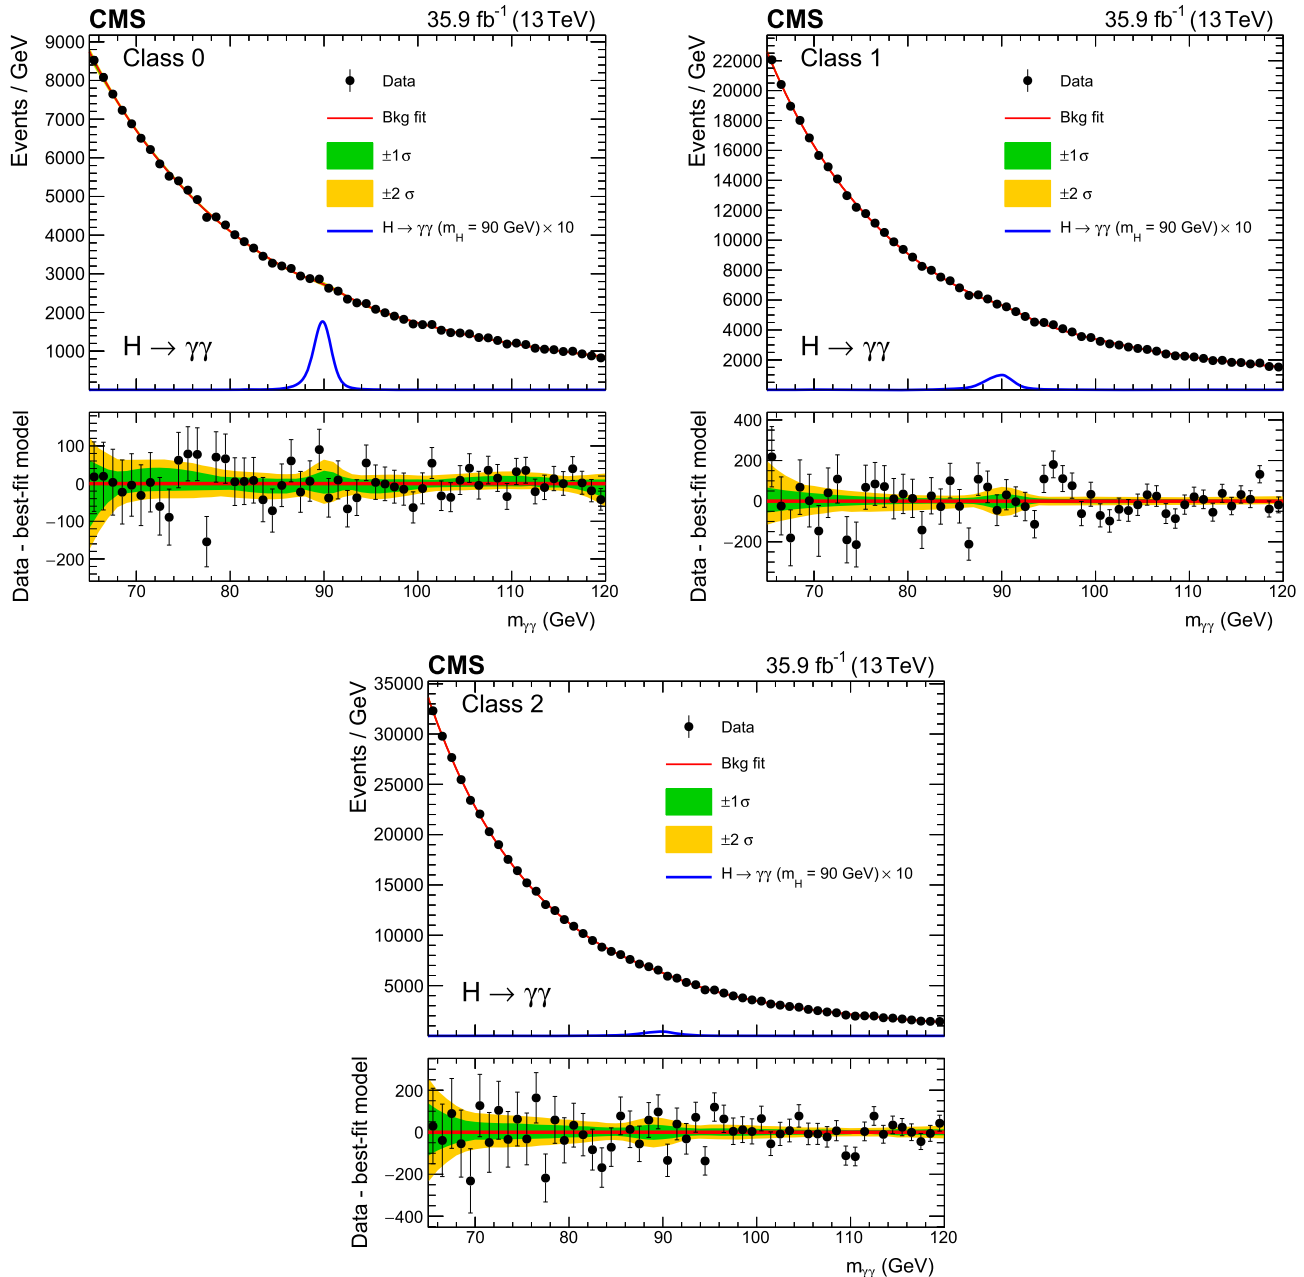 CMS 35.9 fb⁻¹ (13 TeV)
Class 0
Events / GeV
9000
8000
7000
6000
5000
4000
3000
2000
1000
Data
Bkg fit
±1σ
±2 σ
H → γγ (m_H = 90 GeV) × 10
H → γγ
Data - best-fit model
100
0
−100
−200
70 80 90 100 110 120
m_γγ (GeV)
CMS 35.9 fb⁻¹ (13 TeV)
Class 1
Events / GeV
22000
20000
18000
16000
14000
12000
10000
8000
6000
4000
2000
Data
Bkg fit
±1σ
±2 σ
H → γγ (m_H = 90 GeV) × 10
H → γγ
Data - best-fit model
400
200
0
−200
70 80 90 100 110 120
m_γγ (GeV)
CMS 35.9 fb⁻¹ (13 TeV)
Class 2
Events / GeV
35000
30000
25000
20000
15000
10000
5000
Data
Bkg fit
±1σ
±2 σ
H → γγ (m_H = 90 GeV) × 10
H → γγ
Data - best-fit model
200
0
−200
−400
70 80 90 100 110 120
m_γγ (GeV)